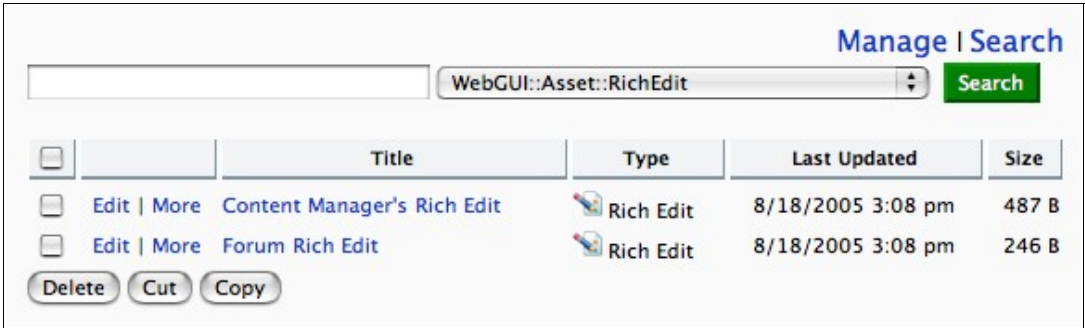 Manage | Search
WebGUI::Asset::RichEdit Search
Title Type Last Updated Size
Edit | More Content Manager's Rich Edit Rich Edit 8/18/2005 3:08 pm 487 B
Edit | More Forum Rich Edit Rich Edit 8/18/2005 3:08 pm 246 B
Delete Cut Copy